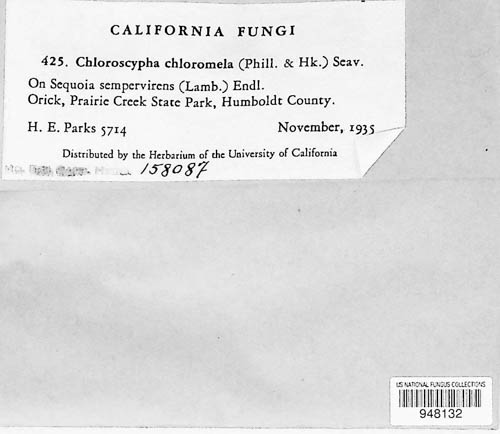 CALIFORNIA FUNGI
425. Chloroscypha chloromela (Phill. & Hk.) Seav.
On Sequoia sempervirens (Lamb.) Endl.
Orick, Prairie Creek State Park, Humboldt County.
H. E. Parks 5714 November, 1935
Distributed by the Herbarium of the University of California
158087
US NATIONAL FUNGUS COLLECTIONS
948132